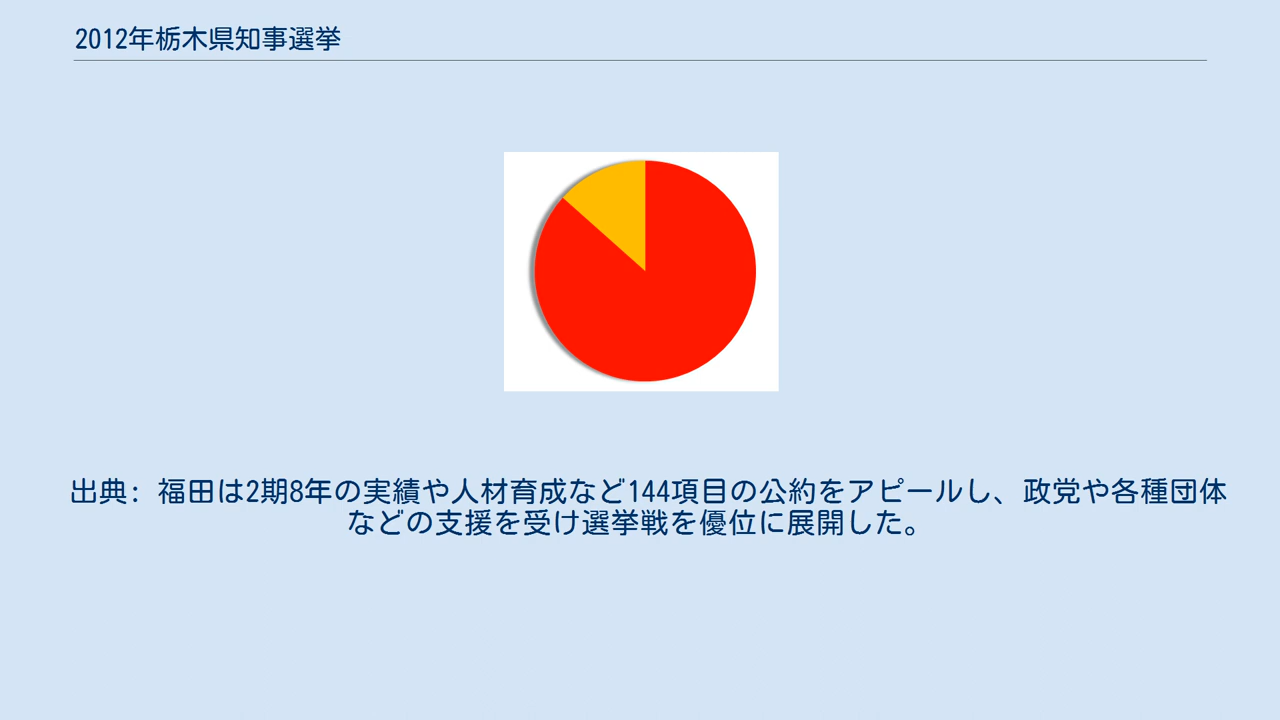 2012年栃木県知事選挙
出典: 福田は2期8年の実績や人材育成など144項目の公約をアピールし、政党や各種団体
などの支援を受け選挙戦を優位に展開した。